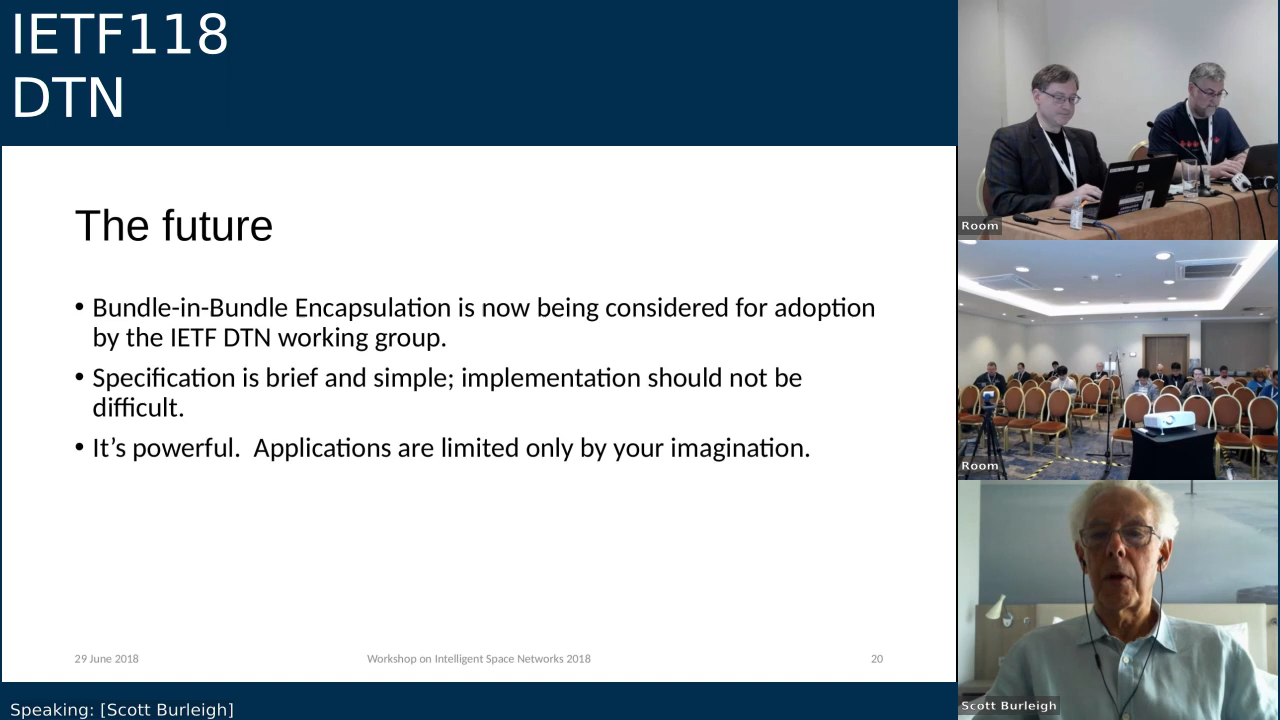 IETF118
DTN
The future
• Bundle-in-Bundle Encapsulation is now being considered for adoption
by the IETF DTN working group.
• Specification is brief and simple; implementation should not be
difficult.
• It’s powerful.  Applications are limited only by your imagination.
29 June 2018
Workshop on Intelligent Space Networks 2018
20
Speaking: [Scott Burleigh]
Room
Room
Scott Burleigh